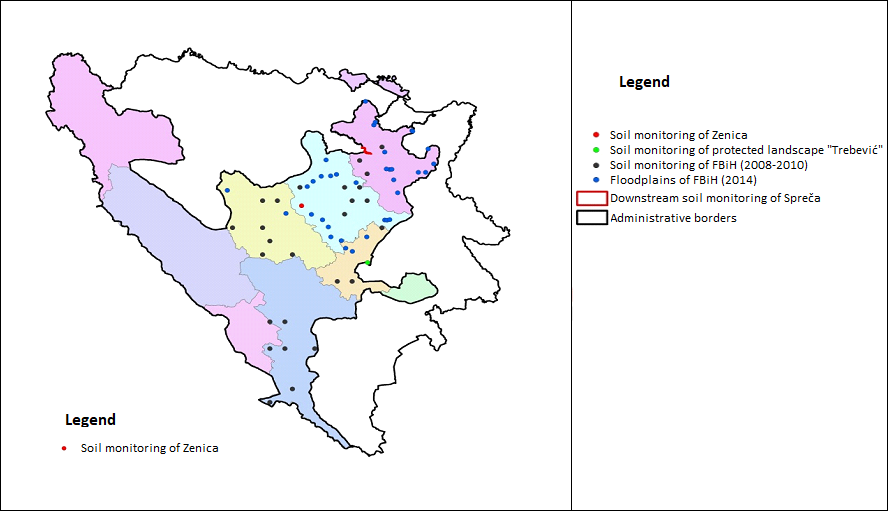 Legend
Soil monitoring of Zenica
Legend
Soil monitoring of Zenica
Soil monitoring of protected landscape "Trebević"
Soil monitoring of FBiH (2008-2010)
Floodplains of FBiH (2014)
Downstream soil monitoring of Spreča
Administrative borders